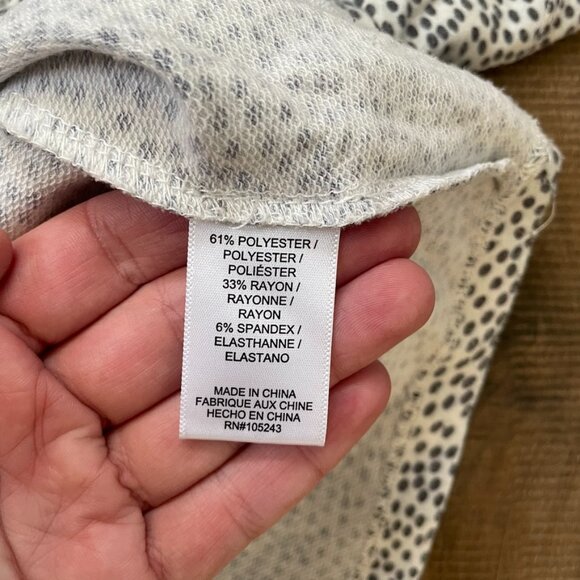 61% POLYESTER /
POLYESTER /
POLIÉSTER
33% RAYON /
RAYONNE /
RAYON
6% SPANDEX /
ELASTHANNE /
ELASTANO
MADE IN CHINA
FABRIQUE AUX CHINE
HECHO EN CHINA
RN#105243